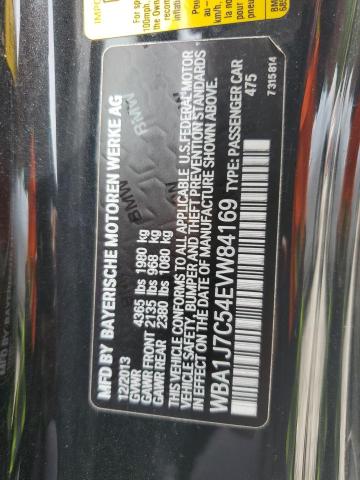 MFD BY BAYERISCHE MOTOREN WERKE AG
12/2013
GVWR 4365 lbs 1980 kg
GAWR FRONT 2135 lbs 968 kg
GAWR REAR 2380 lbs 1080 kg
THIS VEHICLE CONFORMS TO ALL APPLICABLE U.S. FEDERAL MOTOR
VEHICLE SAFETY, BUMPER, AND THEFT PREVENTION STANDARDS
IN EFFECT ON THE DATE OF MANUFACTURE SHOWN ABOVE.
WBA1J7C54EVW84169 TYPE: PASSENGER CAR
475
7315814